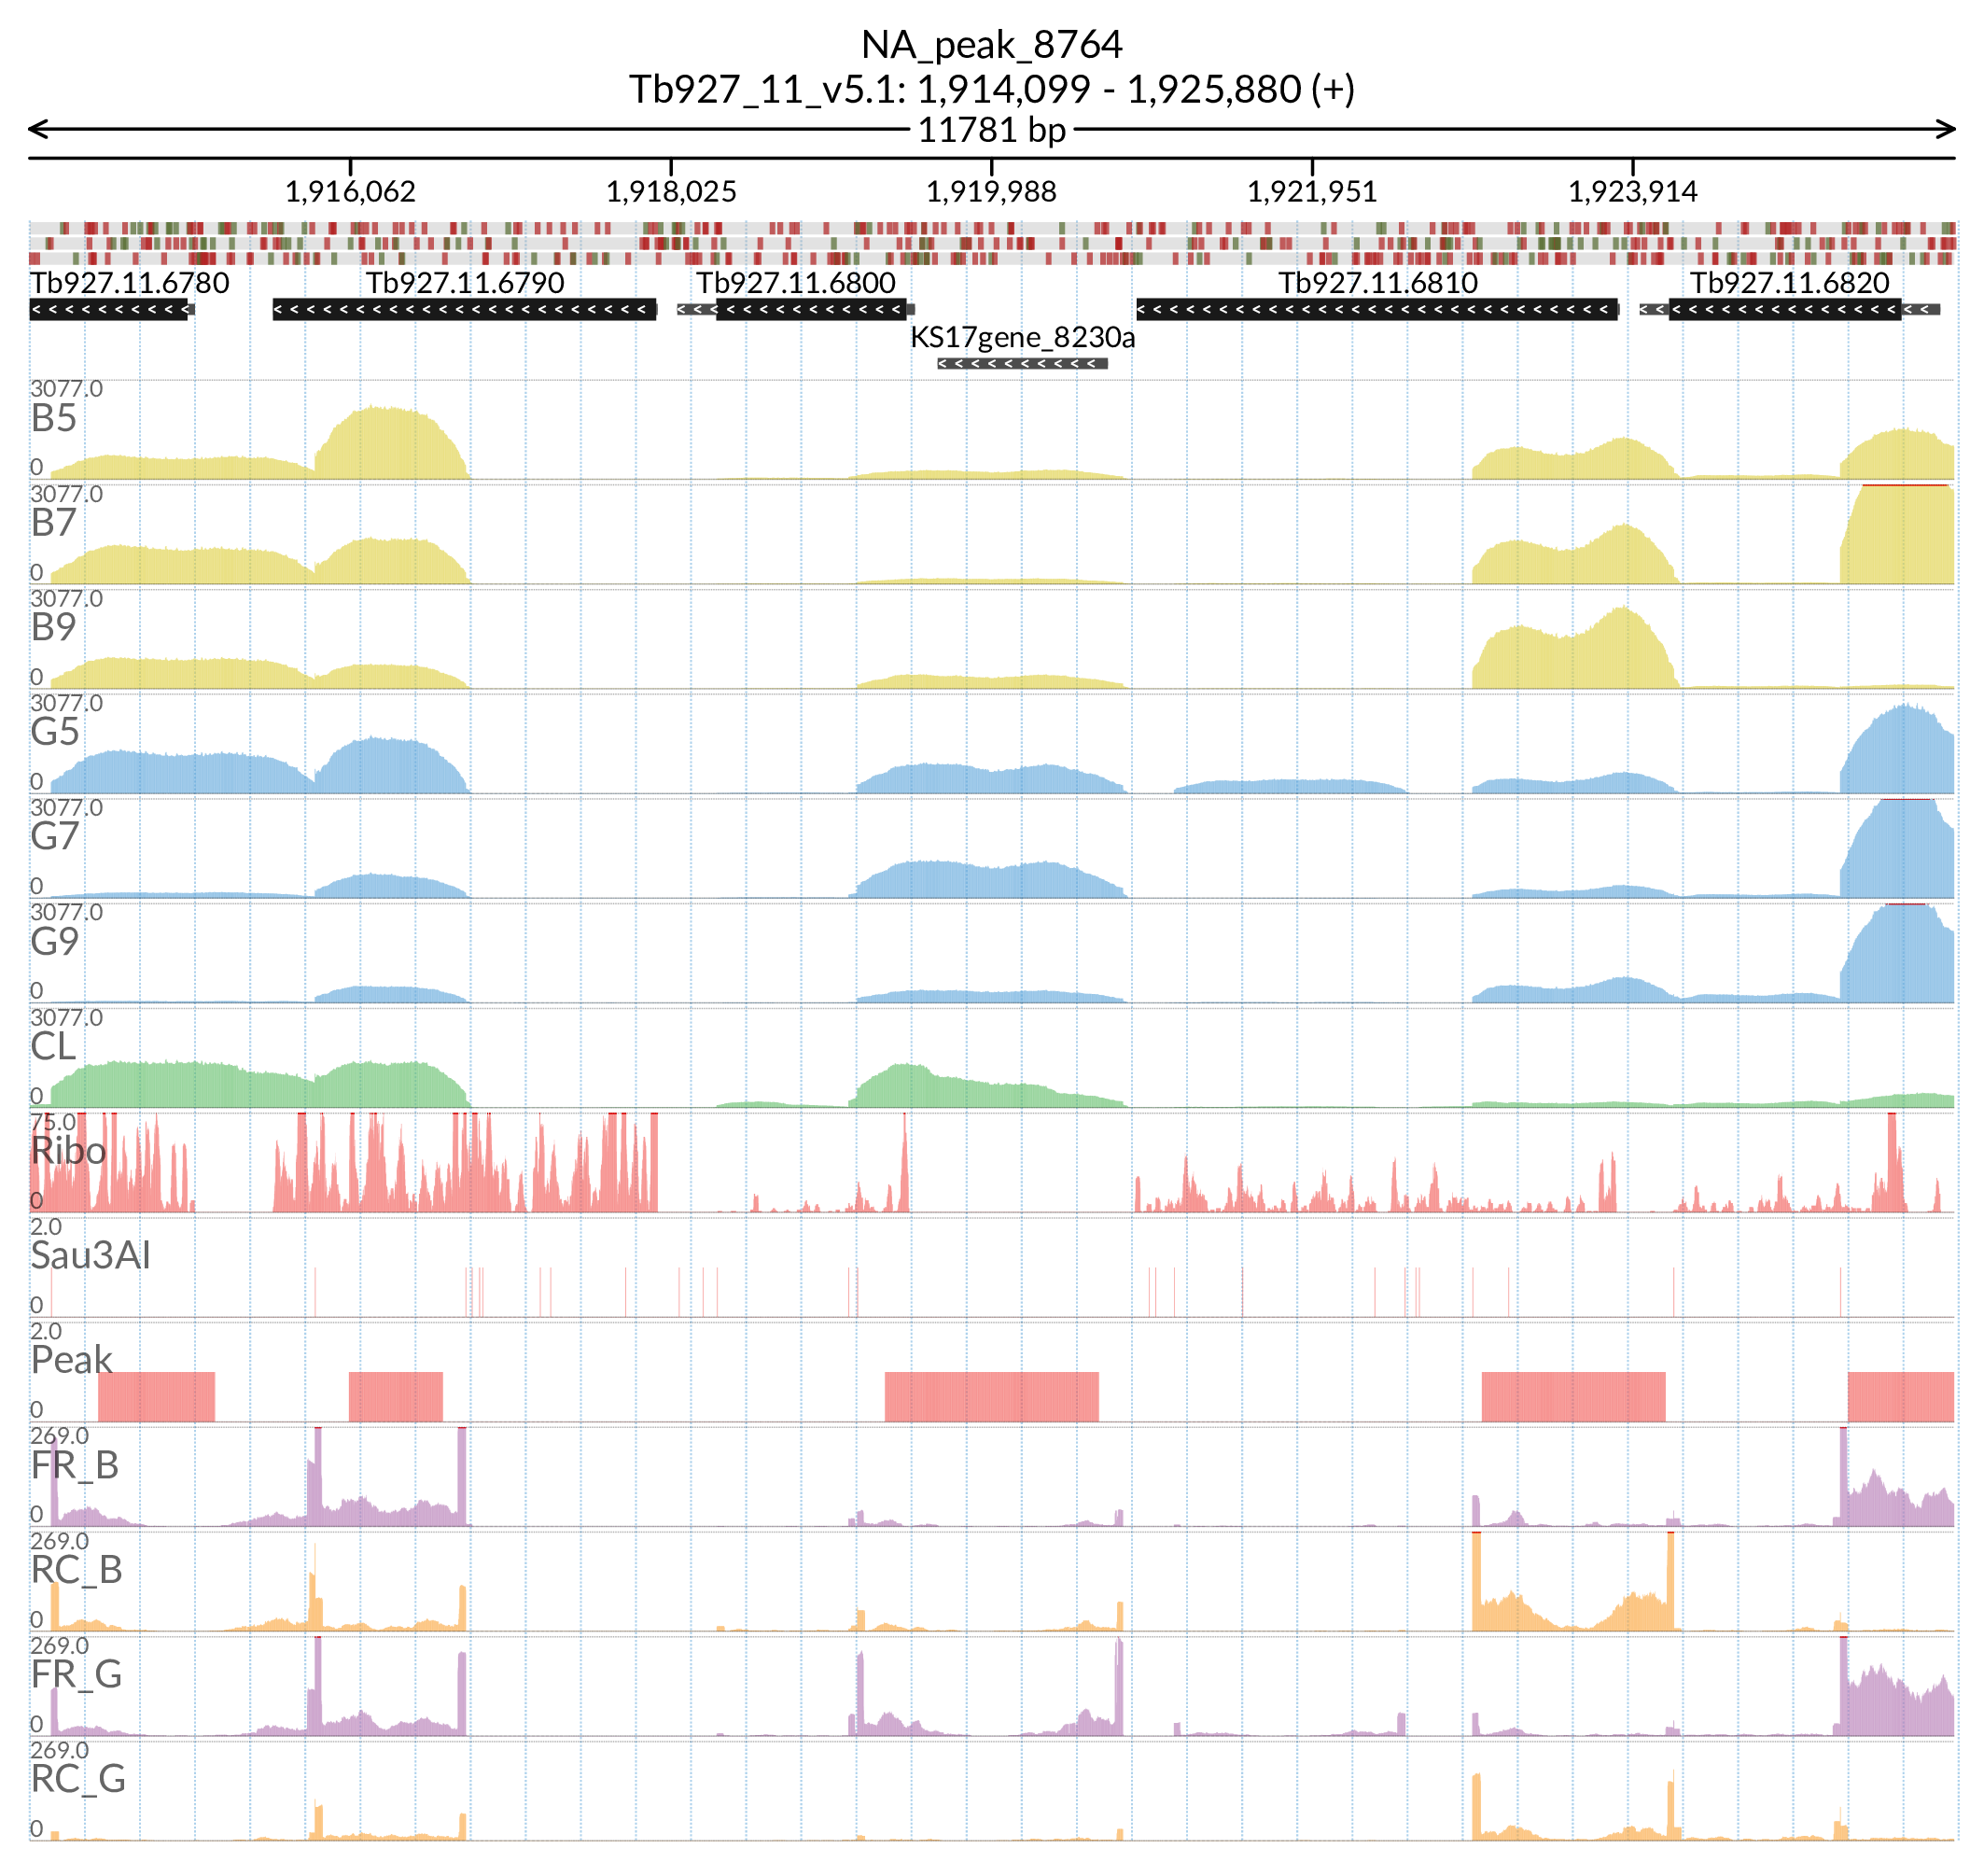 NA_peak_8764
Tb927_11_v5.1: 1,914,099 - 1,925,880 (+)
11781 bp
1,916,062 1,918,025 1,919,988 1,921,951 1,923,914
Tb927.11.6780 Tb927.11.6790 Tb927.11.6800 Tb927.11.6810 Tb927.11.6820
KS17gene_8230a
3077.0
B5
0
3077.0
B7
0
3077.0
B9
0
3077.0
G5
0
3077.0
G7
0
3077.0
G9
0
3077.0
CL
0
75.0
Ribo
0
2.0
Sau3AI
0
2.0
Peak
0
269.0
FR_B
0
269.0
RC_B
0
269.0
FR_G
0
269.0
RC_G
0